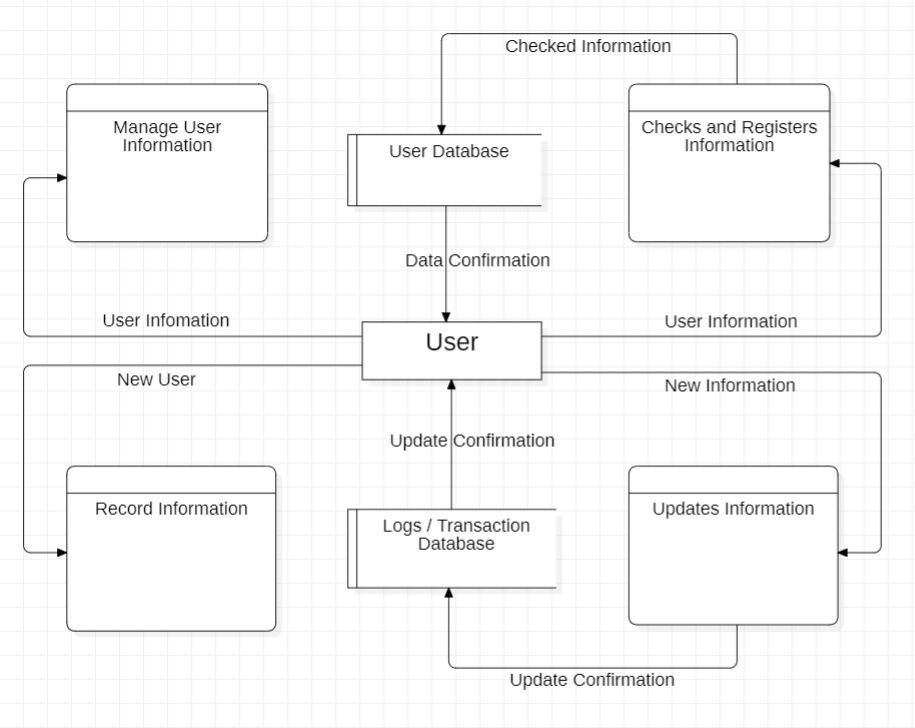 Checked Information
Manage User
Information
User Database
Checks and Registers
Information
Data Confirmation
User Infomation
User
User Information
New User
New Information
Update Confirmation
Record Information
Logs / Transaction
Database
Updates Information
Update Confirmation